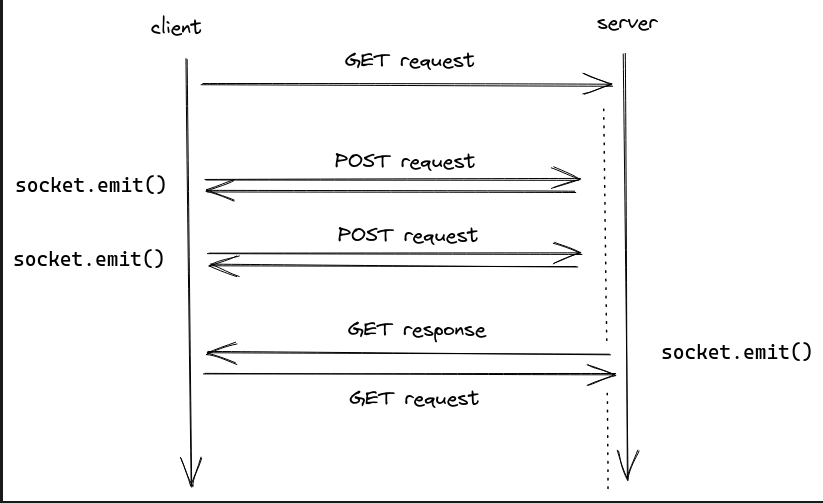 client
server
GET request
POST request
socket.emit()
POST request
socket.emit()
GET response
socket.emit()
GET request